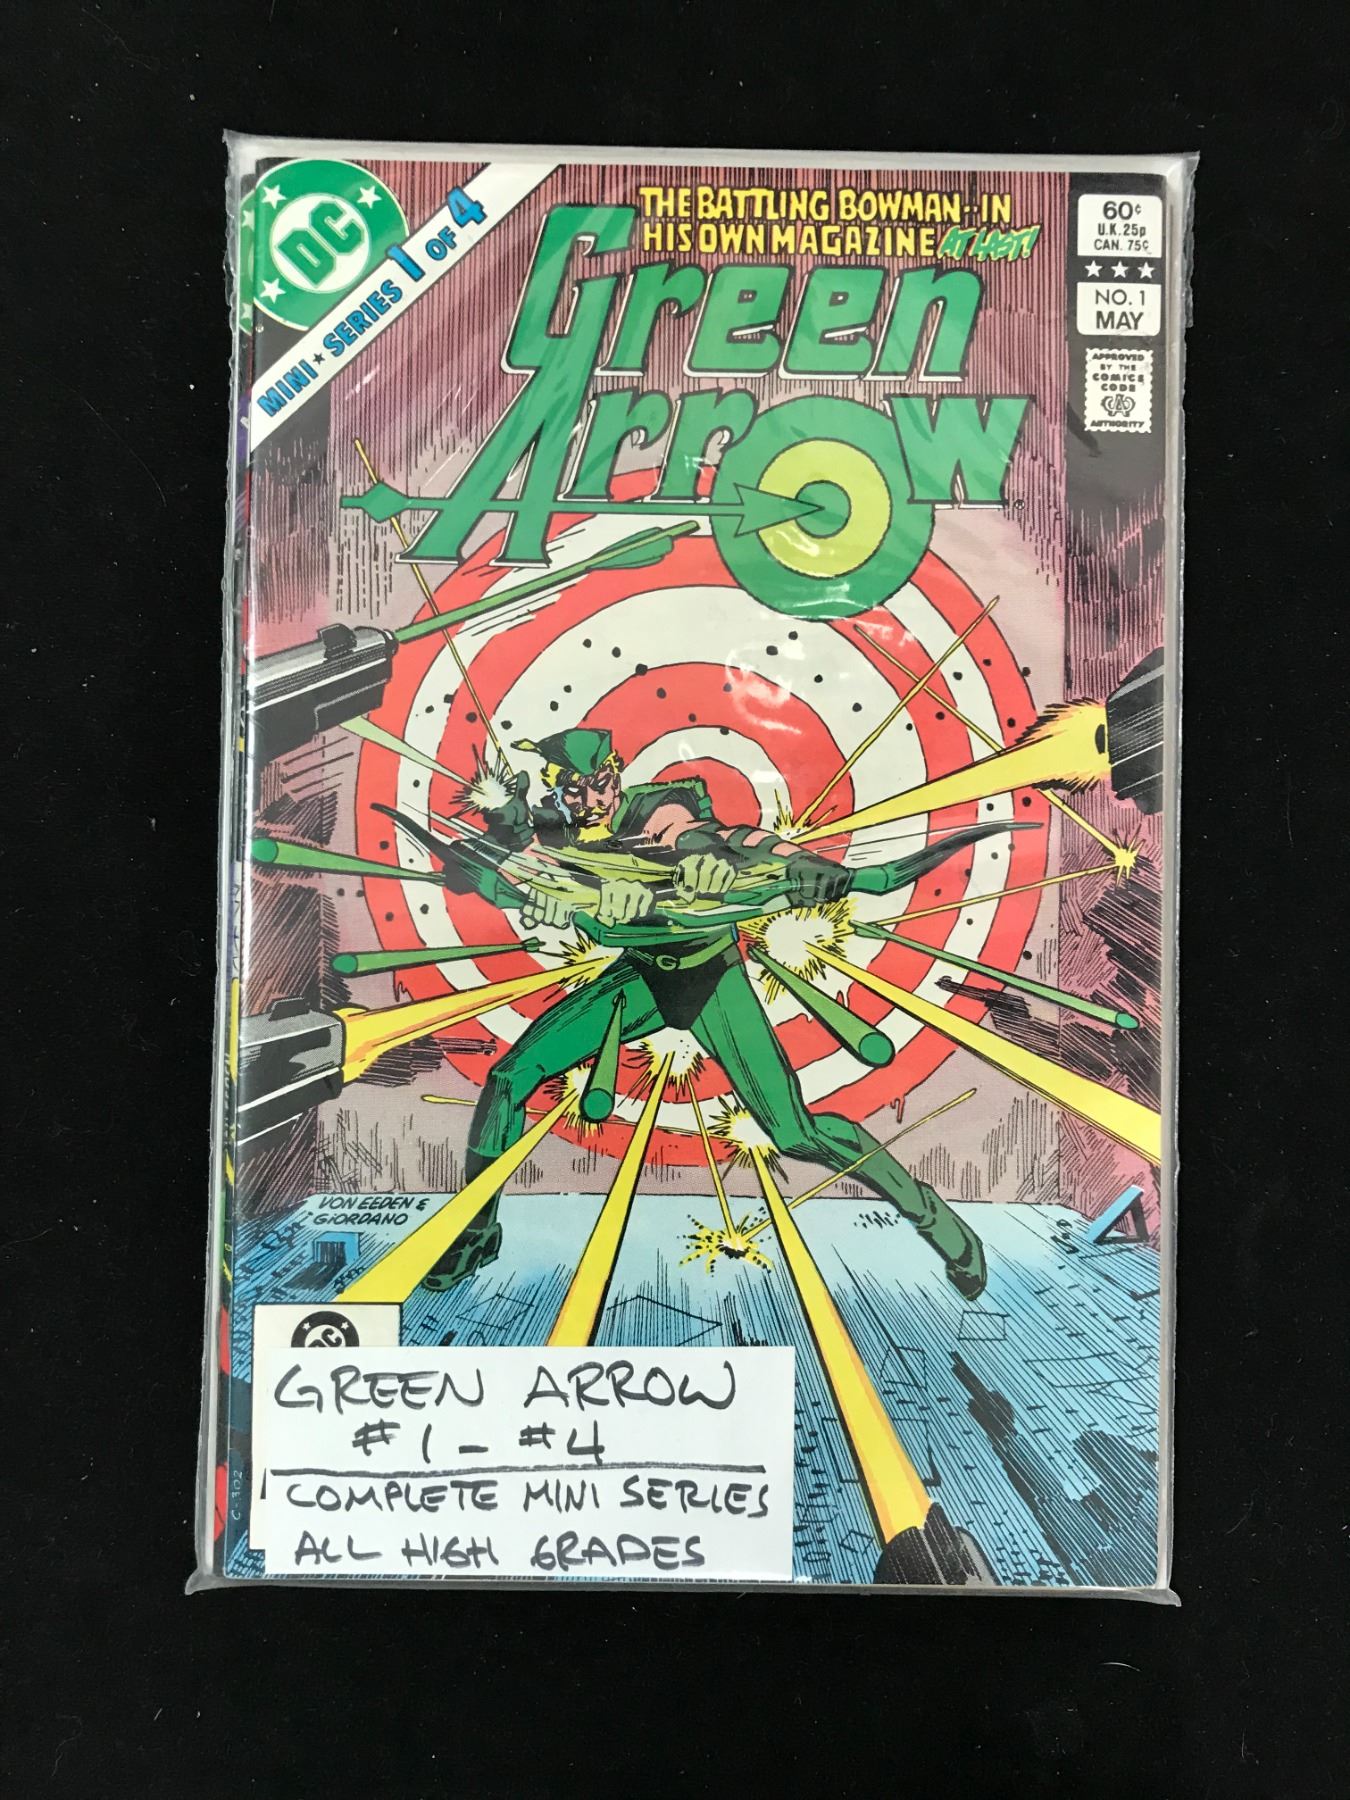 DC
MINI★SERIES 1 OF 4
THE BATTLING BOWMAN--IN
HIS OWN MAGAZINE AT LAST!
Green
Arrow
®
60¢
U.K. 25p
CAN. 75¢
NO. 1
MAY
APPROVED
BY THE
COMICS
CODE
AUTHORITY
G
VON EEDEN &
GIORDANO
DC
GREEN ARROW
#1 - #4
COMPLETE MINI SERIES
ALL HIGH GRADES
C-302